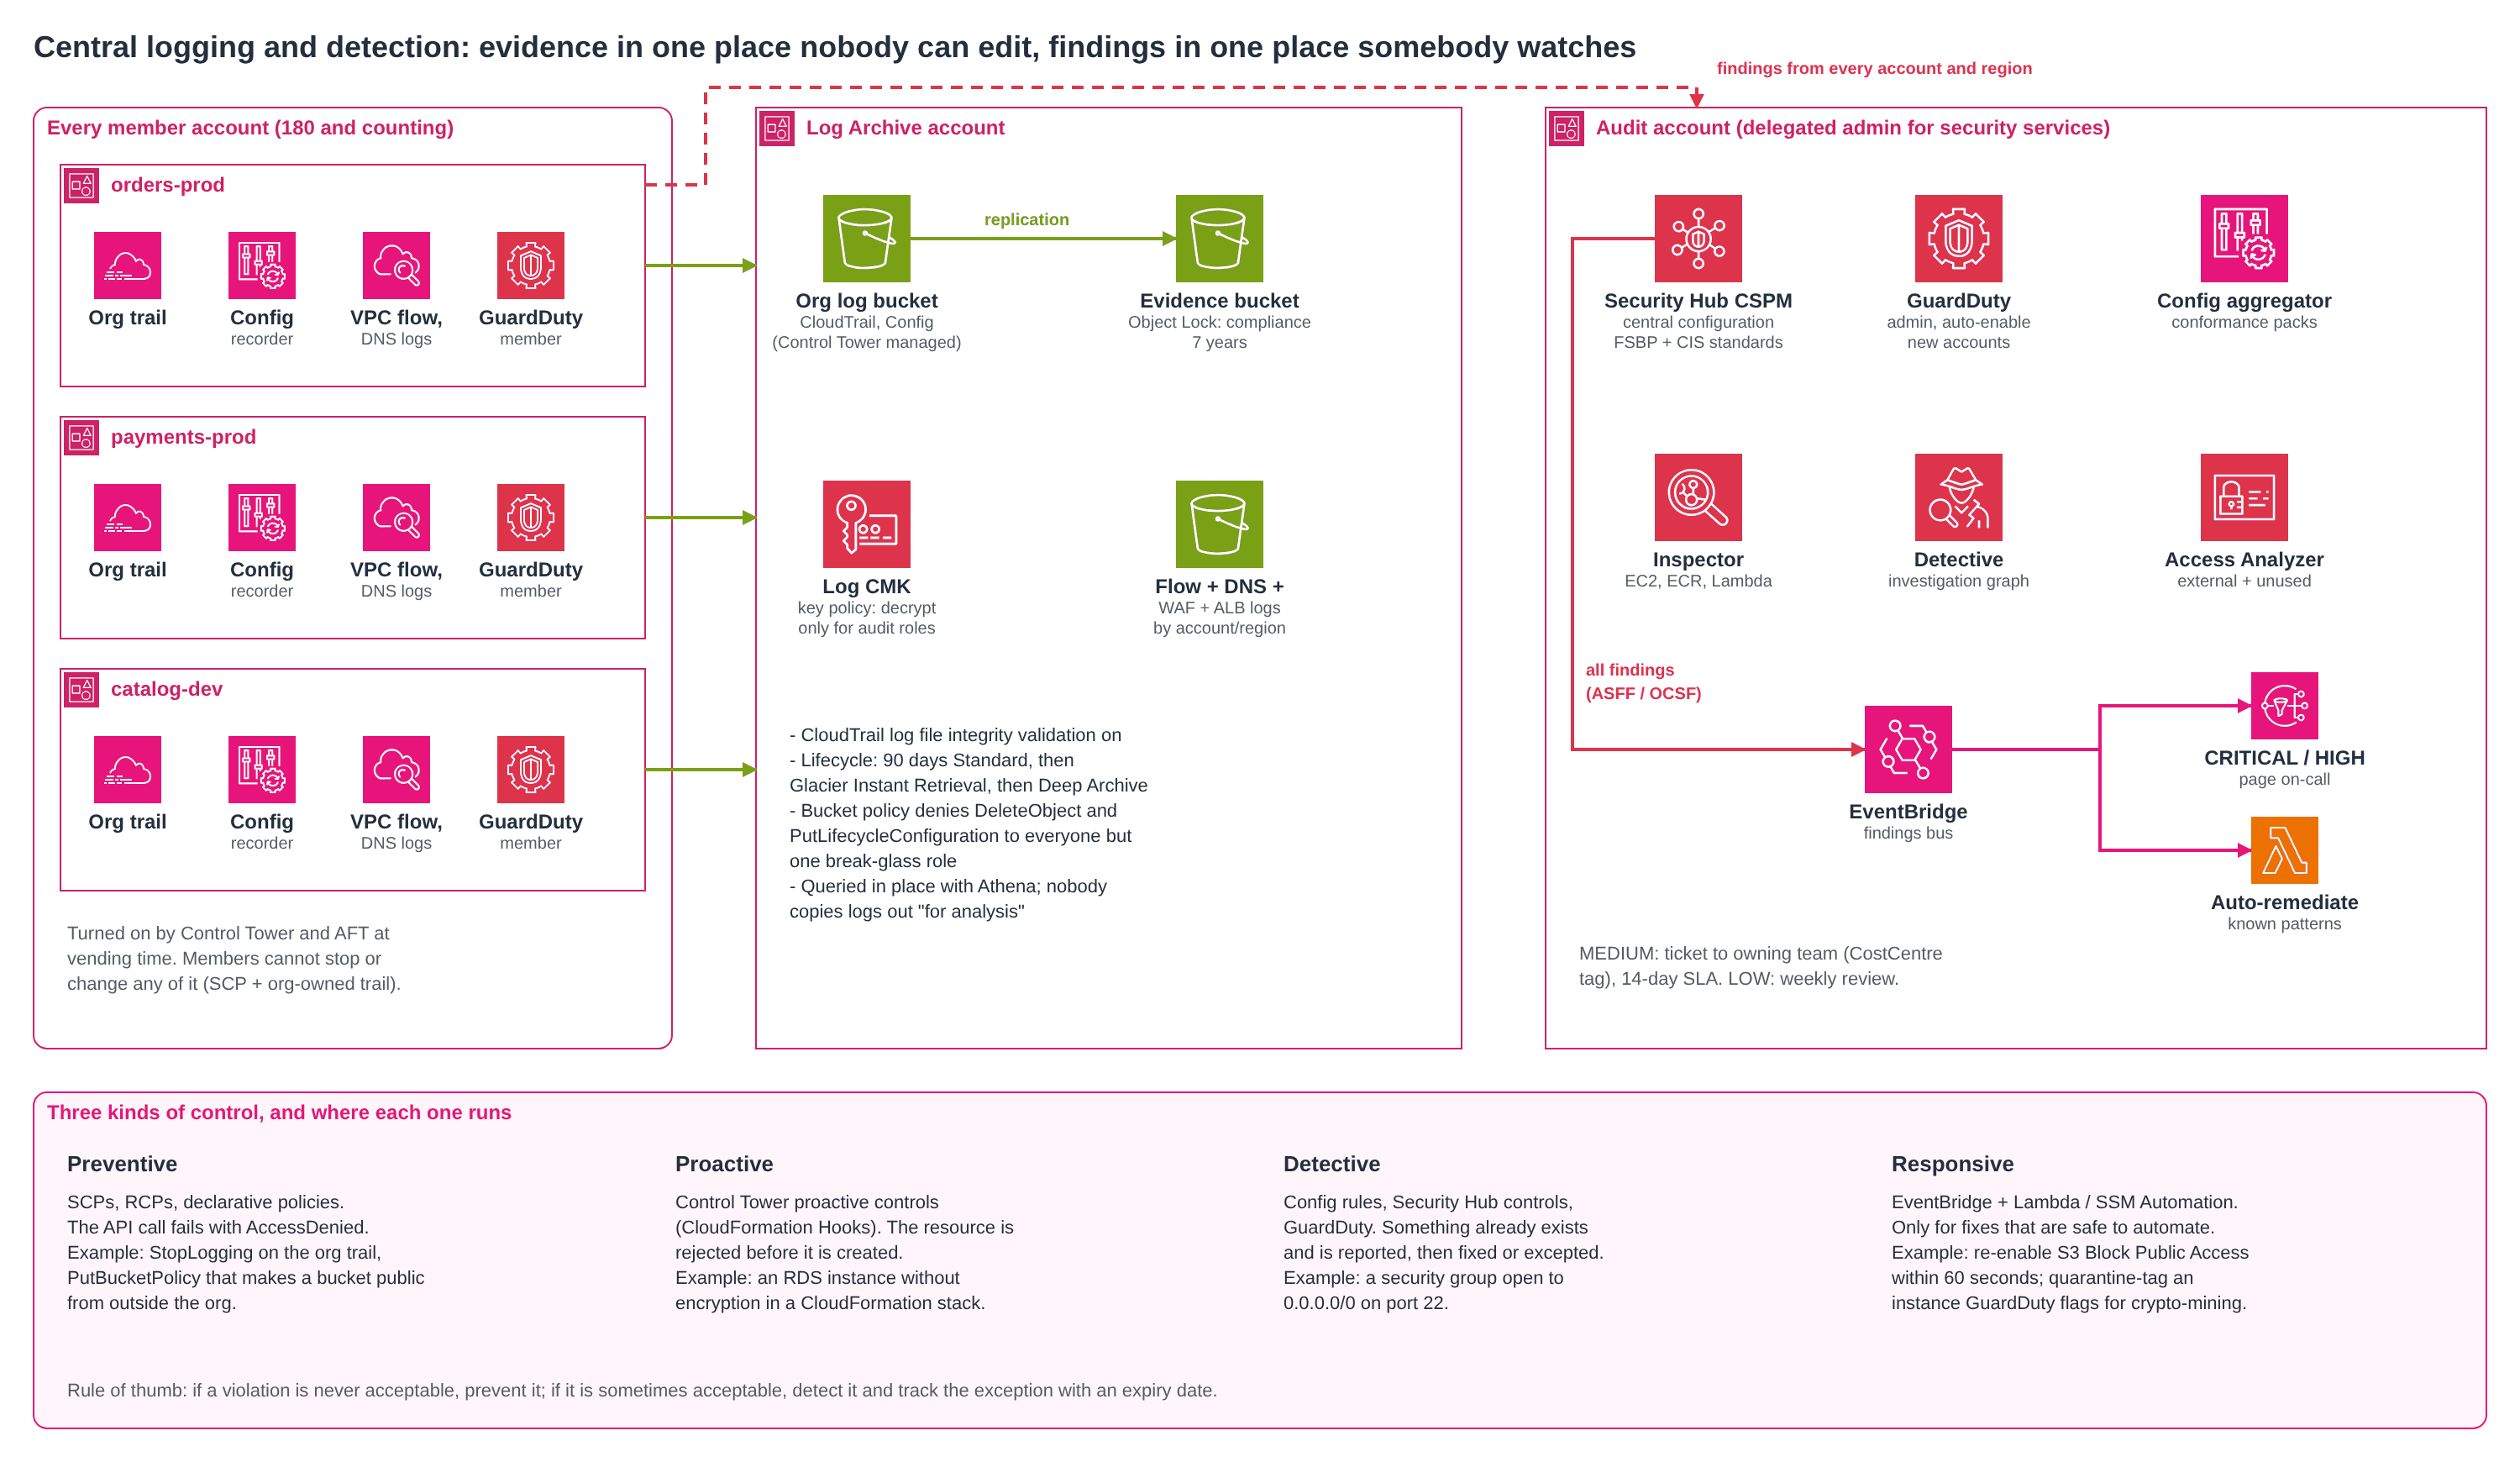 Central logging and detection: evidence in one place nobody can edit, findings in one place somebody watches
findings from every account and region
Every member account (180 and counting)
orders-prod
Org trail
Config
recorder
VPC flow,
DNS logs
GuardDuty
member
payments-prod
Org trail
Config
recorder
VPC flow,
DNS logs
GuardDuty
member
catalog-dev
Org trail
Config
recorder
VPC flow,
DNS logs
GuardDuty
member
Turned on by Control Tower and AFT at
vending time. Members cannot stop or
change any of it (SCP + org-owned trail).
Log Archive account
replication
Org log bucket
CloudTrail, Config
(Control Tower managed)
Evidence bucket
Object Lock: compliance
7 years
Log CMK
key policy: decrypt
only for audit roles
Flow + DNS +
WAF + ALB logs
by account/region
- CloudTrail log file integrity validation on
- Lifecycle: 90 days Standard, then
Glacier Instant Retrieval, then Deep Archive
- Bucket policy denies DeleteObject and
PutLifecycleConfiguration to everyone but
one break-glass role
- Queried in place with Athena; nobody
copies logs out "for analysis"
Audit account (delegated admin for security services)
Security Hub CSPM
central configuration
FSBP + CIS standards
GuardDuty
admin, auto-enable
new accounts
Config aggregator
conformance packs
Inspector
EC2, ECR, Lambda
Detective
investigation graph
Access Analyzer
external + unused
all findings
(ASFF / OCSF)
EventBridge
findings bus
CRITICAL / HIGH
page on-call
Auto-remediate
known patterns
MEDIUM: ticket to owning team (CostCentre
tag), 14-day SLA. LOW: weekly review.
Three kinds of control, and where each one runs
Preventive
SCPs, RCPs, declarative policies.
The API call fails with AccessDenied.
Example: StopLogging on the org trail,
PutBucketPolicy that makes a bucket public
from outside the org.
Proactive
Control Tower proactive controls
(CloudFormation Hooks). The resource is
rejected before it is created.
Example: an RDS instance without
encryption in a CloudFormation stack.
Detective
Config rules, Security Hub controls,
GuardDuty. Something already exists
and is reported, then fixed or excepted.
Example: a security group open to
0.0.0.0/0 on port 22.
Responsive
EventBridge + Lambda / SSM Automation.
Only for fixes that are safe to automate.
Example: re-enable S3 Block Public Access
within 60 seconds; quarantine-tag an
instance GuardDuty flags for crypto-mining.
Rule of thumb: if a violation is never acceptable, prevent it; if it is sometimes acceptable, detect it and track the exception with an expiry date.